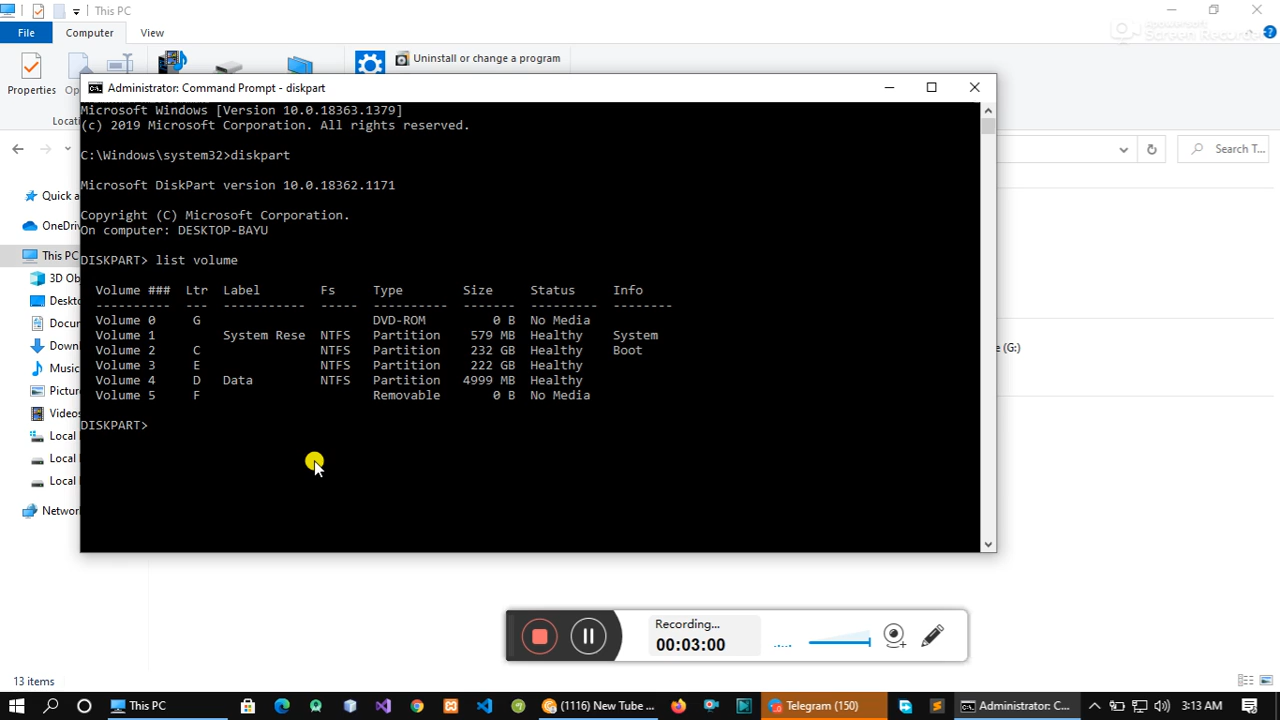 This PC
File
Computer
View
Properties
Uninstall or change a program
Administrator: Command Prompt - diskpart
Microsoft Windows [Version 10.0.18363.1379]
(c) 2019 Microsoft Corporation. All rights reserved.
C:\Windows\system32>diskpart
Microsoft DiskPart version 10.0.18362.1171
Copyright (C) Microsoft Corporation.
On computer: DESKTOP-BAYU
DISKPART> list volume
Volume ### Ltr Label Fs Type Size Status Info
---------- --- ----------- ----- ---------- ------- --------- --------
Volume 0 G DVD-ROM 0 B No Media
Volume 1 System Rese NTFS Partition 579 MB Healthy System
Volume 2 C NTFS Partition 232 GB Healthy Boot
Volume 3 E NTFS Partition 222 GB Healthy
Volume 4 D Data NTFS Partition 4999 MB Healthy
Volume 5 F Removable 0 B No Media
DISKPART>
Search T...
Quick a
OneDriv
This PC
3D Ob
Deskto
Docur
Down
Music
Pictur
Videos
Local
Local
Local
Networ
e (G:)
Recording...
00:03:00
13 items
This PC
(1116) New Tube ...
Telegram (150)
Administrator: C...
3:13 AM